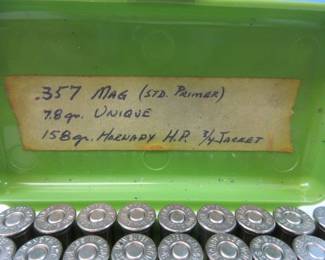 .357 MAG (STD. PRIMER)
7.8 gr. UNIQUE
158 gr. HORNADY H.P. 3/4 JACKET